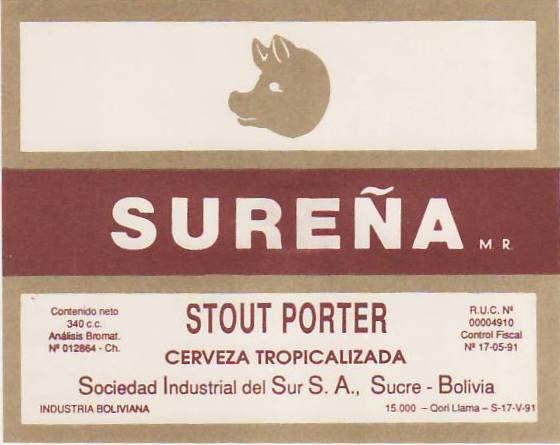 SUREÑA M.R.
Contenido neto
340 c.c.
Análisis Bromat.
Nº 012864 - Ch.
STOUT PORTER
CERVEZA TROPICALIZADA
R.U.C. Nº
00004910
Control Fiscal
Nº 17-05-91
Sociedad Industrial del Sur S. A., Sucre - Bolivia
INDUSTRIA BOLIVIANA
15.000 – Qori Llama – S-17-V-91